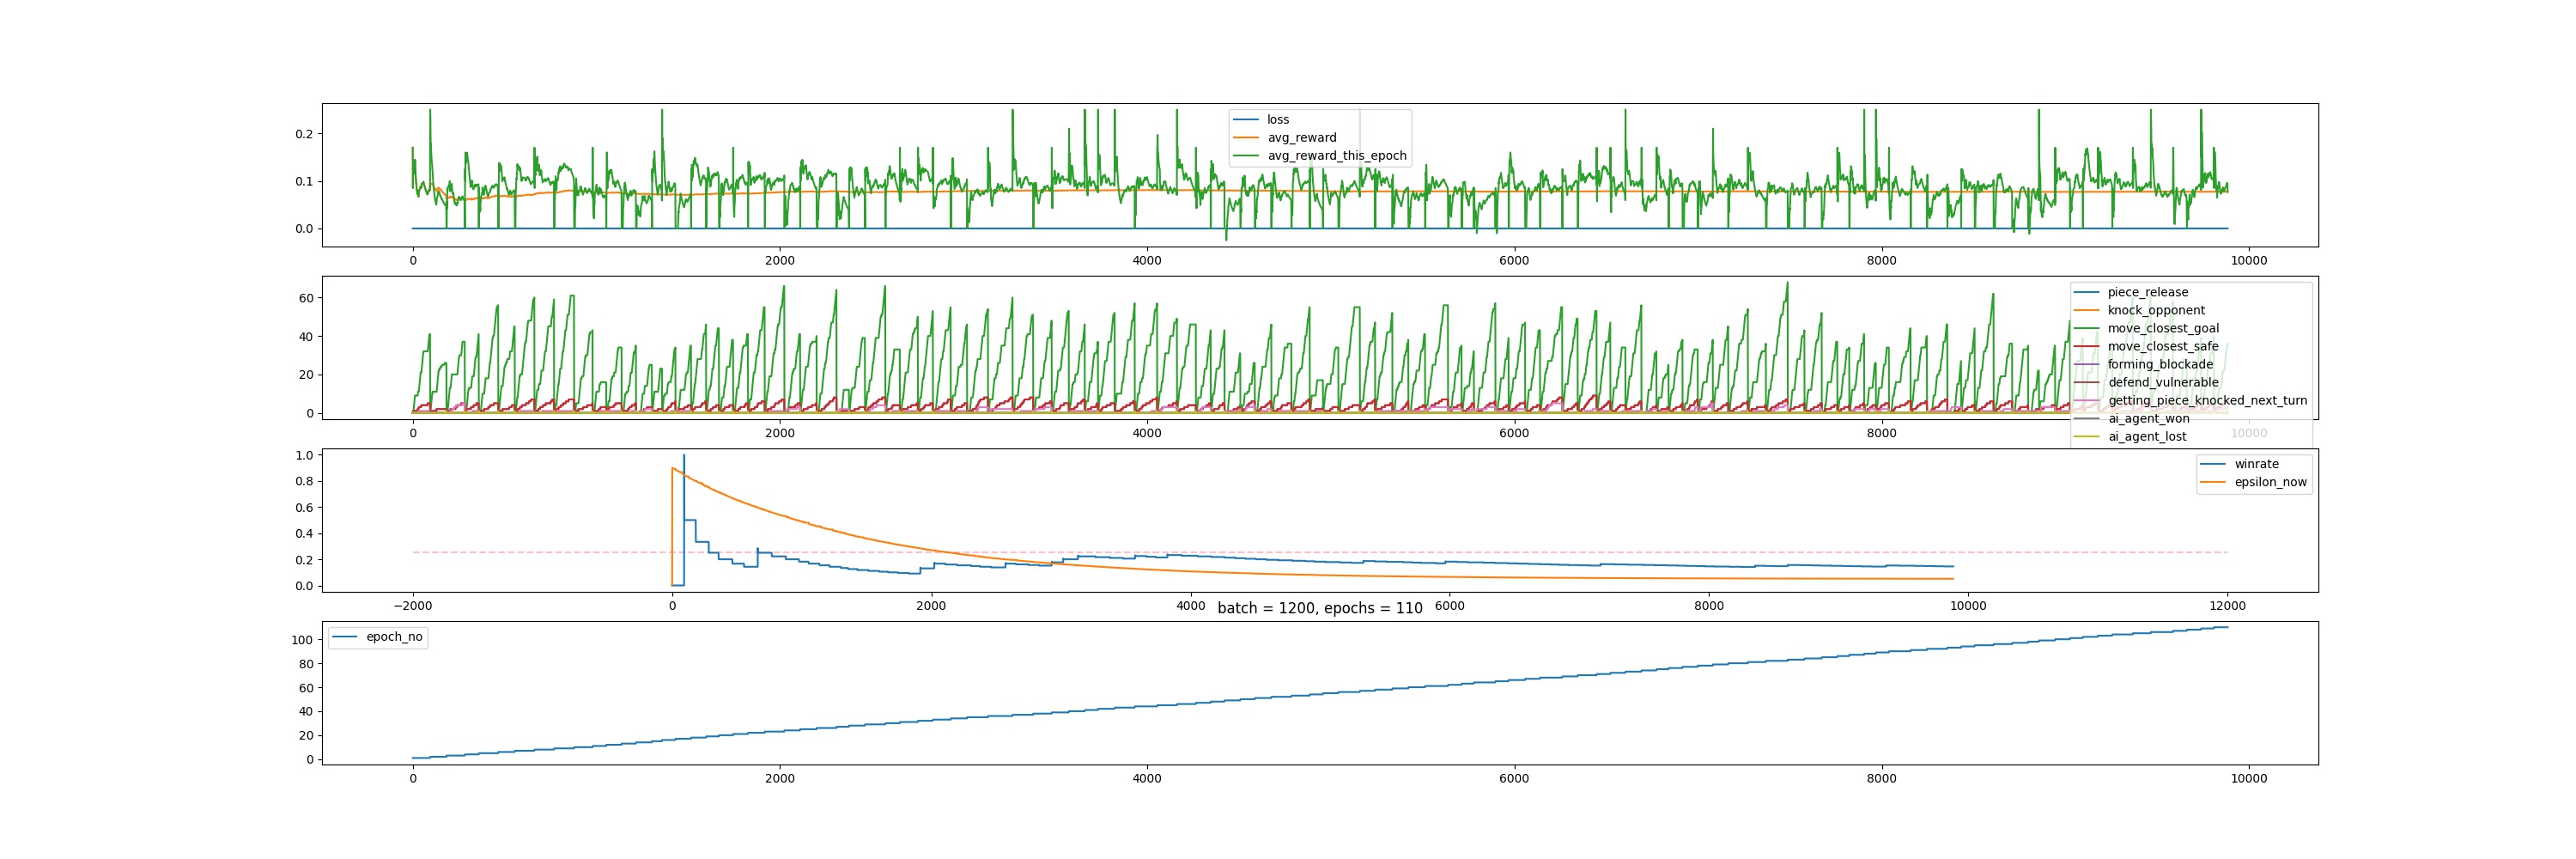 0.2
0.1
0.0
loss
avg_reward
avg_reward_this_epoch
0 2000 4000 6000 8000 10000
60
40
20
0
piece_release
knock_opponent
move_closest_goal
move_closest_safe
forming_blockade
defend_vulnerable
getting_piece_knocked_next_turn
ai_agent_won
ai_agent_lost
0 2000 4000 6000 8000 10000
1.0
0.8
0.6
0.4
0.2
0.0
winrate
epsilon_now
−2000 0 2000 4000 6000 8000 10000 12000
batch = 1200, epochs = 110
100
80
60
40
20
0
epoch_no
0 2000 4000 6000 8000 10000